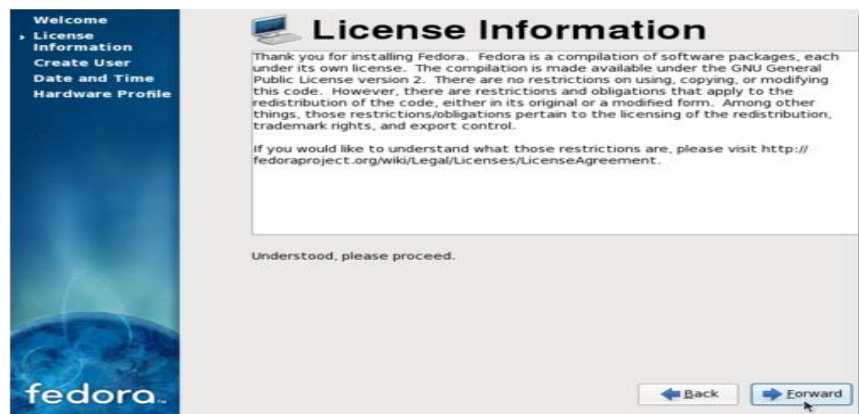 Welcome
License
Information
Create User
Date and Time
Hardware Profile
License Information
Thank you for installing Fedora. Fedora is a compilation of software packages, each
under its own license. The compilation is made available under the GNU General
Public License version 2. There are restrictions on using, copying, or modifying
this code. However, there are restrictions and obligations that apply to the
redistribution of the code, either in its original or a modified form. Among other
things, those restrictions/obligations pertain to the licensing of the redistribution,
trademark rights, and export control.
If you would like to understand what those restrictions are, please visit http://
fedoraproject.org/wiki/Legal/Licenses/LicenseAgreement.
Understood, please proceed.
fedora
Back
Forward